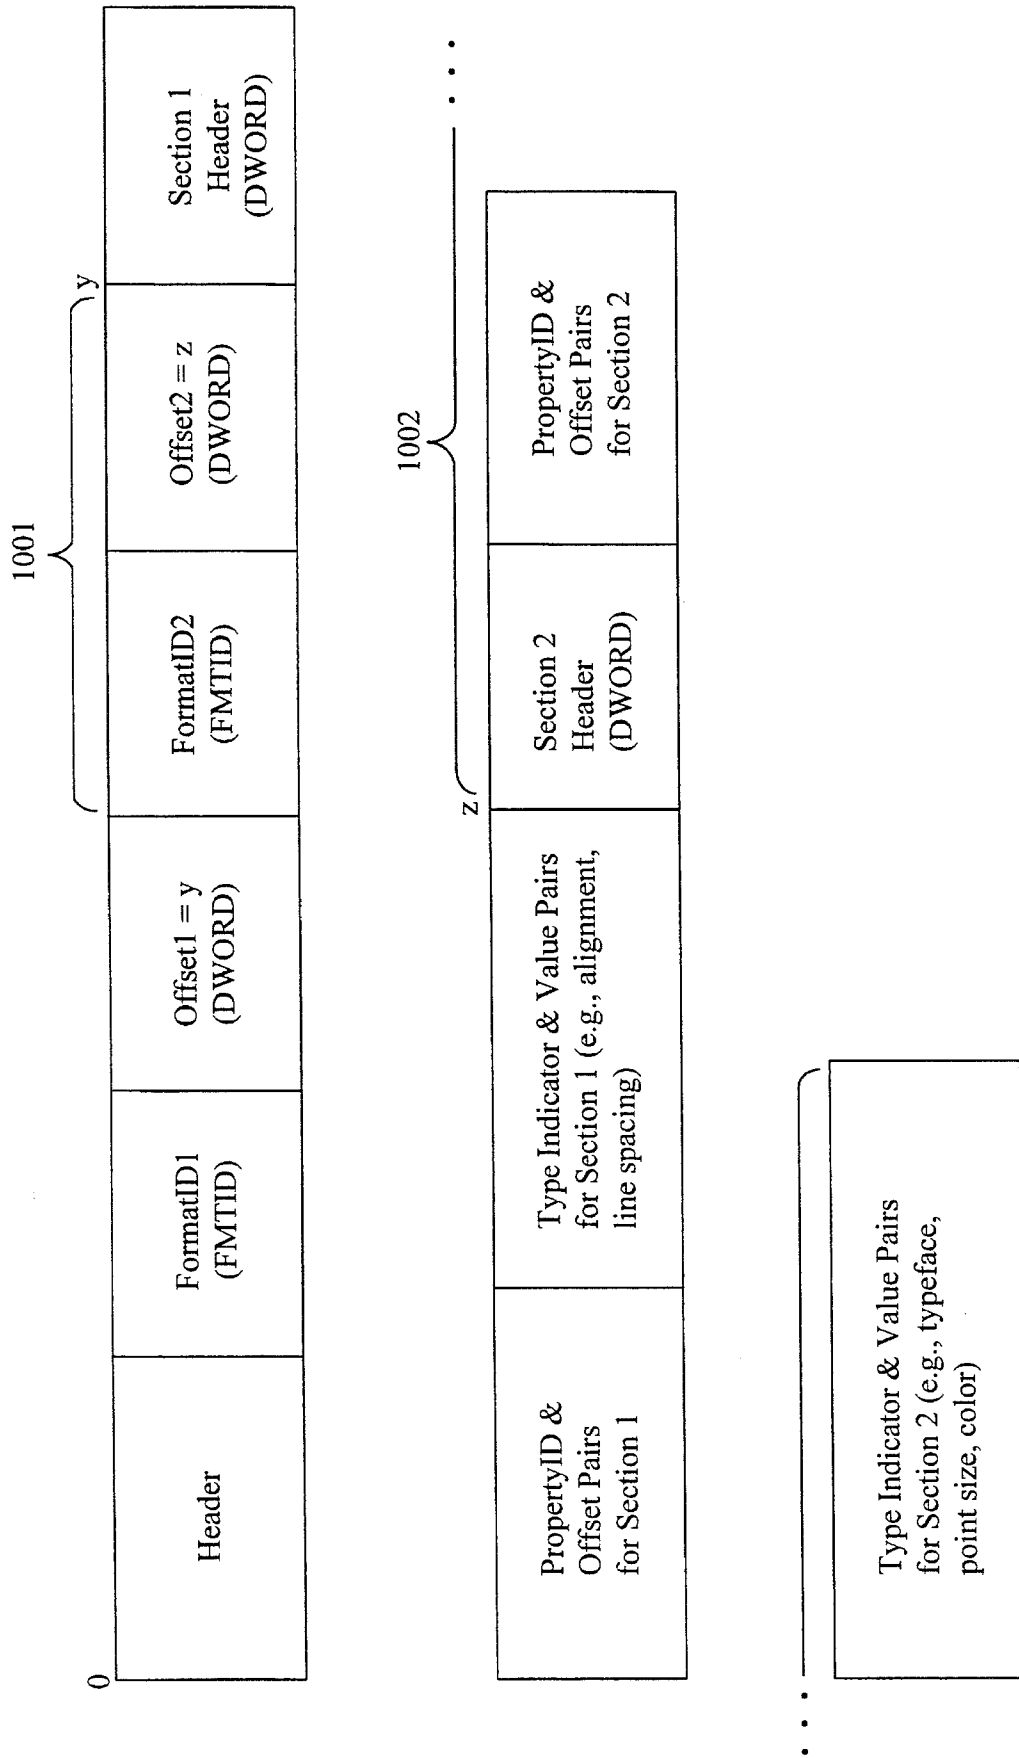 1001
0
y
Header
FormatID1
(FMTID)
Offset1 = y
(DWORD)
FormatID2
(FMTID)
Offset2 = z
(DWORD)
Section 1
Header
(DWORD)
1002
z
. . .
PropertyID &
Offset Pairs
for Section 1
Type Indicator & Value Pairs
for Section 1 (e.g., alignment,
line spacing)
Section 2
Header
(DWORD)
PropertyID &
Offset Pairs
for Section 2
. . .
Type Indicator & Value Pairs
for Section 2 (e.g., typeface,
point size, color)